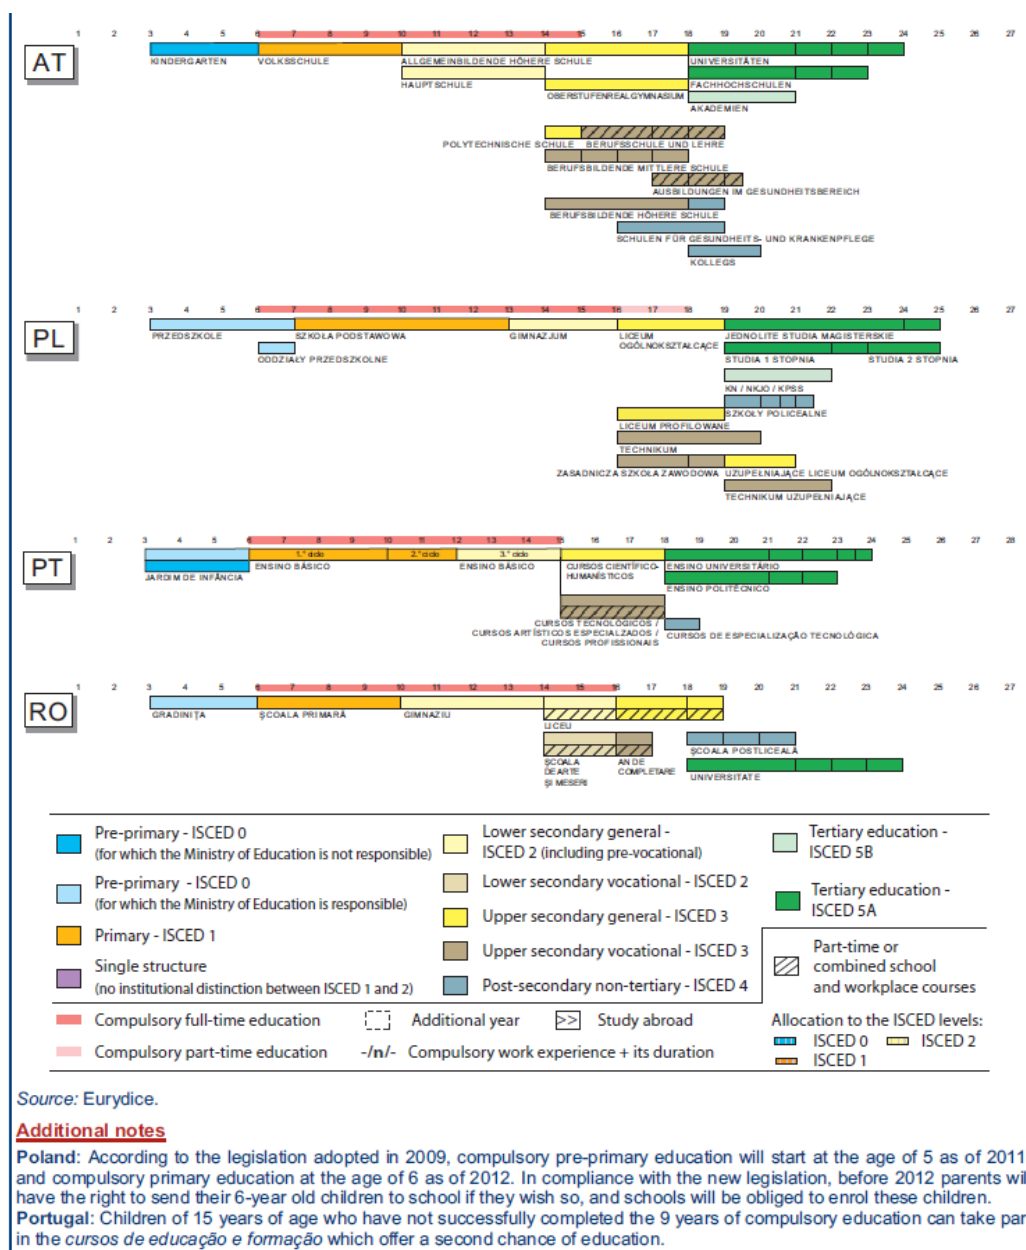 1 2 3 4 5 6 7 8 9 10 11 12 13 14 15 16 17 18 19 20 21 22 23 24 25 26 27
AT
KINDERGARTEN VOLKSSCHULE ALLGEMEINBILDENDE HÖHERE SCHULE UNIVERSITÄTEN
HAUPTSCHULE FACHHOCHSCHULEN
OBERSTUFENREALGYMNASIUM AKADEMIEN
POLYTECHNISCHE SCHULE BERUFSSCHULE UND LEHRE
BERUFSBILDENDE MITTLERE SCHULE
AUSBILDUNGEN IM GESUNDHEITSBEREICH
BERUFSBILDENDE HÖHERE SCHULE
SCHULEN FÜR GESUNDHEITS- UND KRANKENPFLEGE
KOLLEGS
1 2 3 4 5 6 7 8 9 10 11 12 13 14 15 16 17 18 19 20 21 22 23 24 25 26 27
PL
PRZEDSZKOLE SZKOŁA PODSTAWOWA GIMNAZJUM LICEUM OGÓLNOKSZTAŁCĄCE JEDNOLITE STUDIA MAGISTERSKIE
ODZIAŁY PRZEDSZKOLNE STUDIA 1 STOPNIA STUDIA 2 STOPNIA
KN / NKJO / KPSS
SZKOŁY POLICEALNE
LICEUM PROFILOWANE
TECHNIKUM
ZASADNICZA SZKOŁA ZAWODOWA UZUPEŁNIAJĄCE LICEUM OGÓLNOKSZTAŁCĄCE
TECHNIKUM UZUPEŁNIAJĄCE
1 2 3 4 5 6 7 8 9 10 11 12 13 14 15 16 17 18 19 20 21 22 23 24 25 26 27 28
PT
1.° ciclo 2.° ciclo 3.° ciclo
JARDIM DE INFÂNCIA ENSINO BÁSICO ENSINO BÁSICO CURSOS CIENTÍFICO-HUMANÍSTICOS ENSINO UNIVERSITÁRIO
ENSINO POLITÉCNICO
CURSOS TECNOLÓGICOS /
CURSOS ARTÍSTICOS ESPECIALZADOS /
CURSOS PROFISSIONAIS
CURSOS DE ESPECIALIZAÇÃO TECNOLÓGICA
1 2 3 4 5 6 7 8 9 10 11 12 13 14 15 16 17 18 19 20 21 22 23 24 25 26 27
RO
GRADINIȚA ȘCOALA PRIMARĂ GIMNAZIU LICEU
ȘCOALA DE ARTE ȘI MESERI AN DE COMPLETARE ȘCOALA POSTLICEALĂ
UNIVERSITATE
Pre-primary - ISCED 0
(for which the Ministry of Education is not responsible)
Pre-primary - ISCED 0
(for which the Ministry of Education is responsible)
Primary - ISCED 1
Single structure
(no institutional distinction between ISCED 1 and 2)
Lower secondary general -
ISCED 2 (including pre-vocational)
Lower secondary vocational - ISCED 2
Upper secondary general - ISCED 3
Upper secondary vocational - ISCED 3
Post-secondary non-tertiary - ISCED 4
Tertiary education -
ISCED 5B
Tertiary education -
ISCED 5A
Part-time or
combined school
and workplace courses
Compulsory full-time education
Additional year
>> Study abroad
Compulsory part-time education
-/n/- Compulsory work experience + its duration
Allocation to the ISCED levels:
ISCED 0 ISCED 2
ISCED 1
Source: Eurydice.
Additional notes
Poland: According to the legislation adopted in 2009, compulsory pre-primary education will start at the age of 5 as of 2011
and compulsory primary education at the age of 6 as of 2012. In compliance with the new legislation, before 2012 parents wil
have the right to send their 6-year old children to school if they wish so, and schools will be obliged to enrol these children.
Portugal: Children of 15 years of age who have not successfully completed the 9 years of compulsory education can take par
in the cursos de educação e formação which offer a second chance of education.